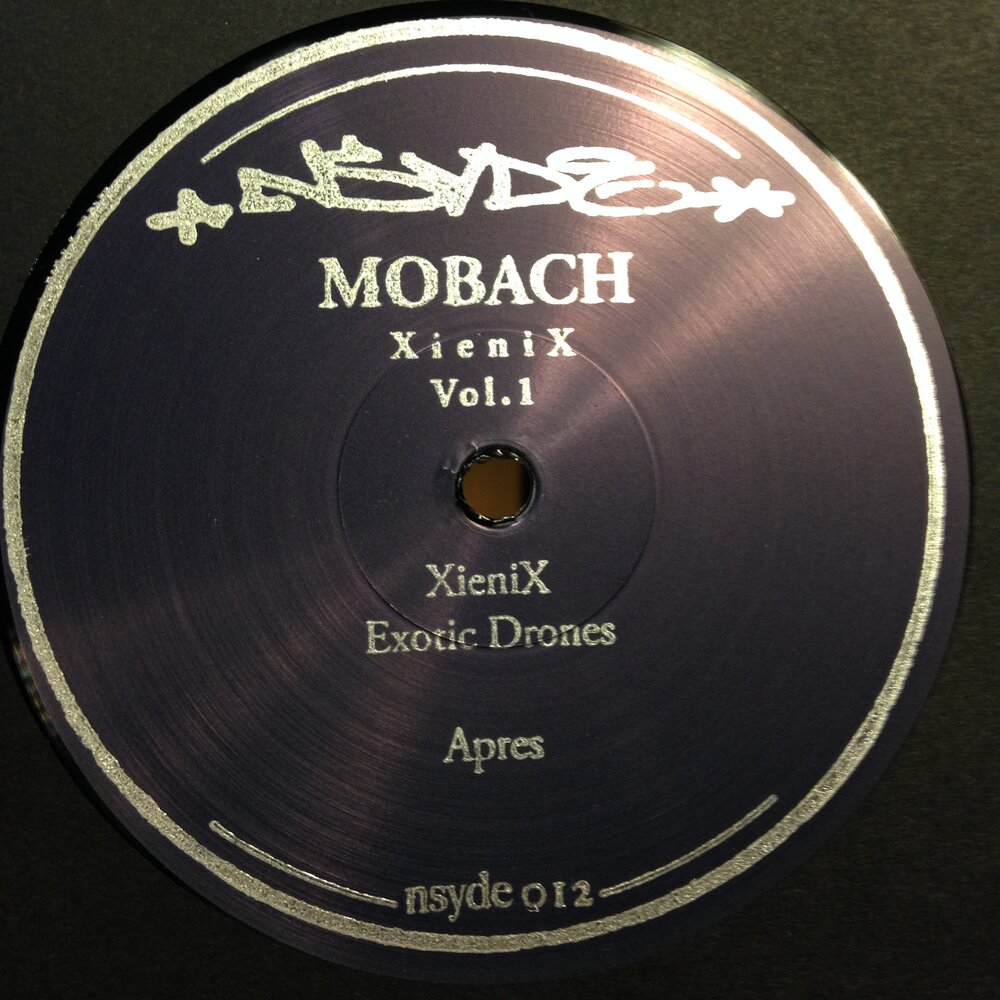 NSYDE
MOBACH
XieniX
Vol.1
XieniX
Exotic Drones
Apres
nsyde 012